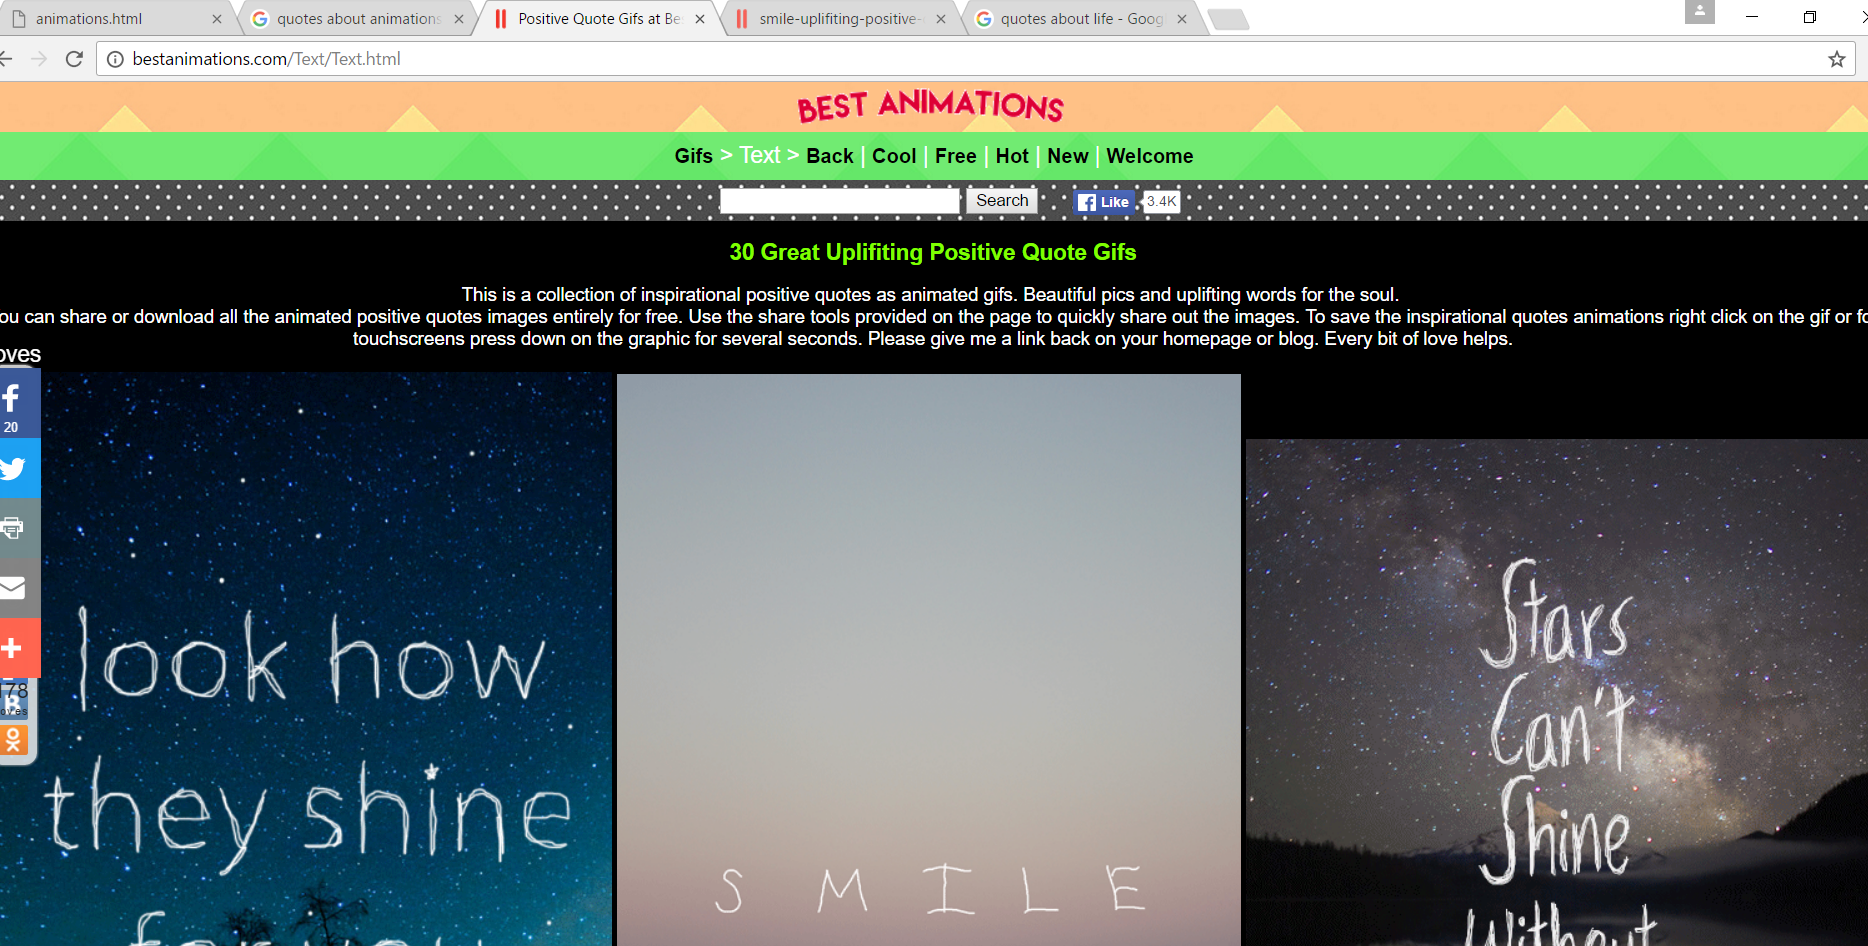 animations.html
quotes about animations
Positive Quote Gifs at Be
smile-uplifiting-positive-
quotes about life - Goog
bestanimations.com/Text/Text.html
BEST ANIMATIONS
Gifs > Text > Back | Cool | Free | Hot | New | Welcome
Search
Like
3.4K
30 Great Uplifiting Positive Quote Gifs
This is a collection of inspirational positive quotes as animated gifs. Beautiful pics and uplifting words for the soul.
ou can share or download all the animated positive quotes images entirely for free. Use the share tools provided on the page to quickly share out the images. To save the inspirational quotes animations right click on the gif or fo
touchscreens press down on the graphic for several seconds. Please give me a link back on your homepage or blog. Every bit of love helps.
oves
20
178
oves
look how
they shine
for you
SMILE
Stars
Can't
Shine
Without